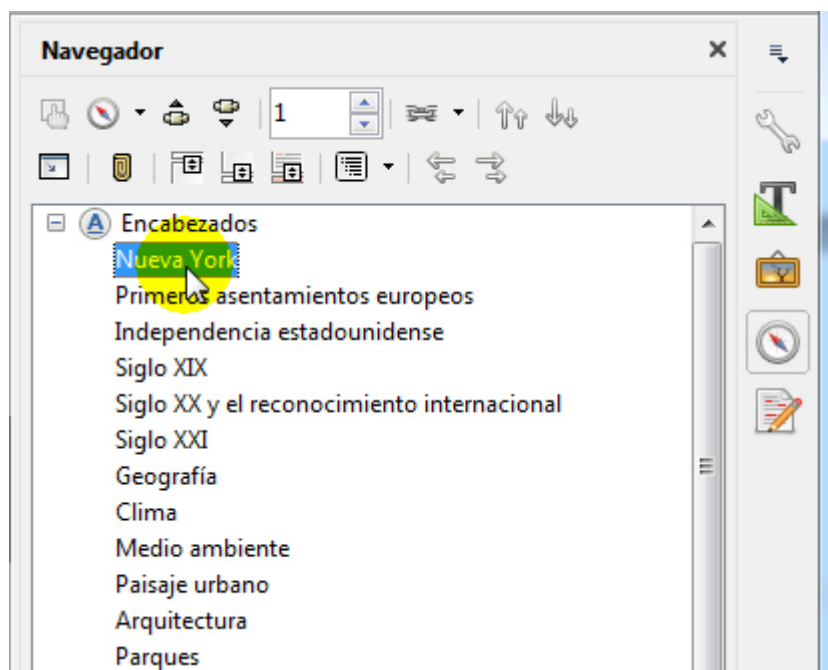 Navegador
1
Encabezados
Nueva York
Primeros asentamientos europeos
Independencia estadounidense
Siglo XIX
Siglo XX y el reconocimiento internacional
Siglo XXI
Geografía
Clima
Medio ambiente
Paisaje urbano
Arquitectura
Parques